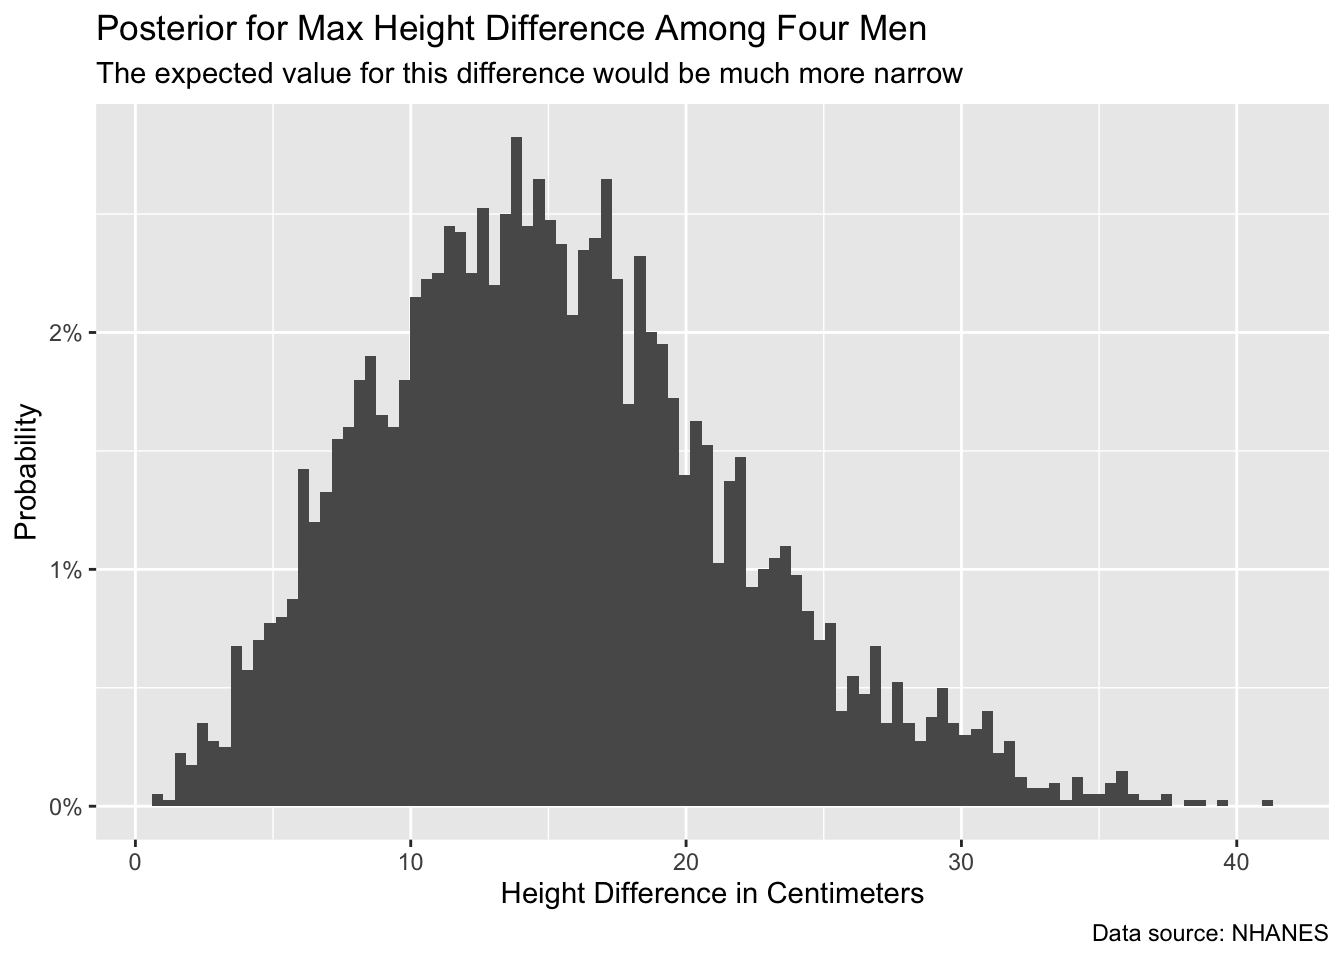 Posterior for Max Height Difference Among Four Men
The expected value for this difference would be much more narrow
2%
1%
0%
Probability
0 10 20 30 40
Height Difference in Centimeters
Data source: NHANES